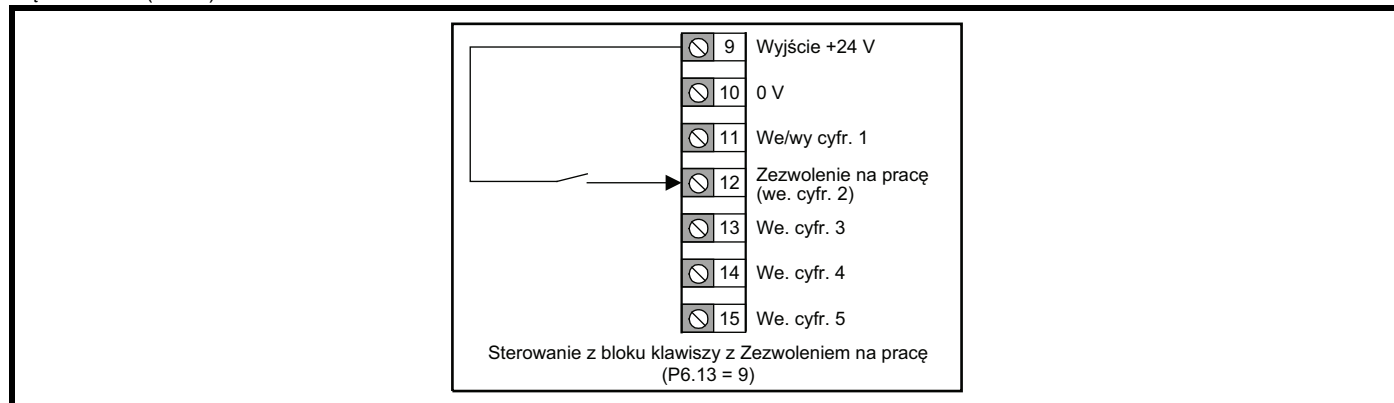 9 Wyjście +24 V
10 0 V
11 We/wy cyfr. 1
12 Zezwolenie na pracę
(we. cyfr. 2)
13 We. cyfr. 3
14 We. cyfr. 4
15 We. cyfr. 5
Sterowanie z bloku klawiszy z Zezwoleniem na pracę
(P6.13 = 9)